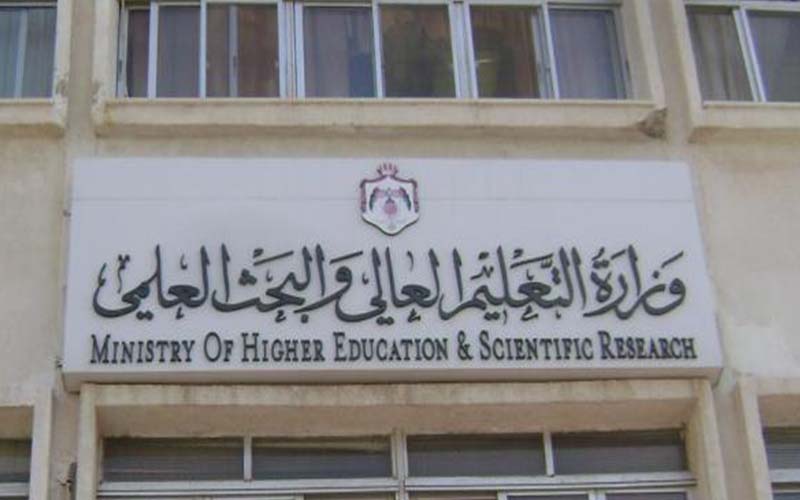 وزارة التعليم العالي والبحث العلمي
MINISTRY OF HIGHER EDUCATION & SCIENTIFIC RESEARCH